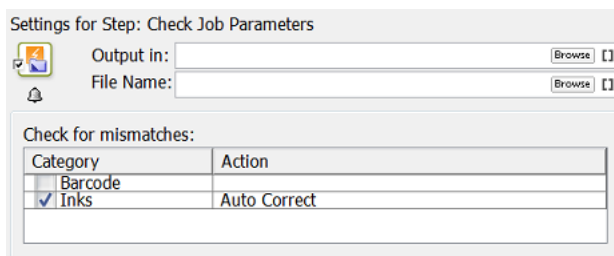 Settings for Step: Check Job Parameters
Output in: Browse []
File Name: Browse []
Check for mismatches:
Category Action
Barcode
Inks Auto Correct